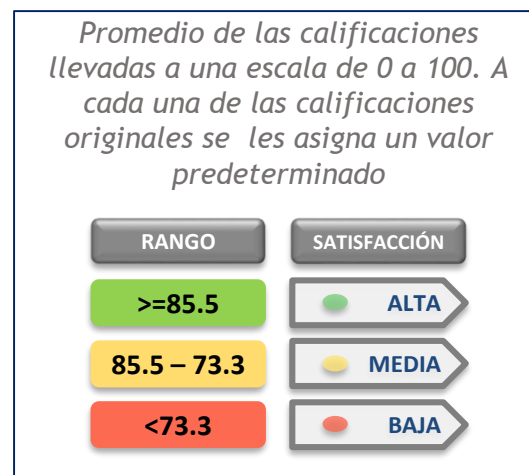 Promedio de las calificaciones
llevadas a una escala de 0 a 100. A
cada una de las calificaciones
originales se les asigna un valor
predeterminado
RANGO SATISFACCIÓN
>=85.5 ALTA
85.5 – 73.3 MEDIA
<73.3 BAJA